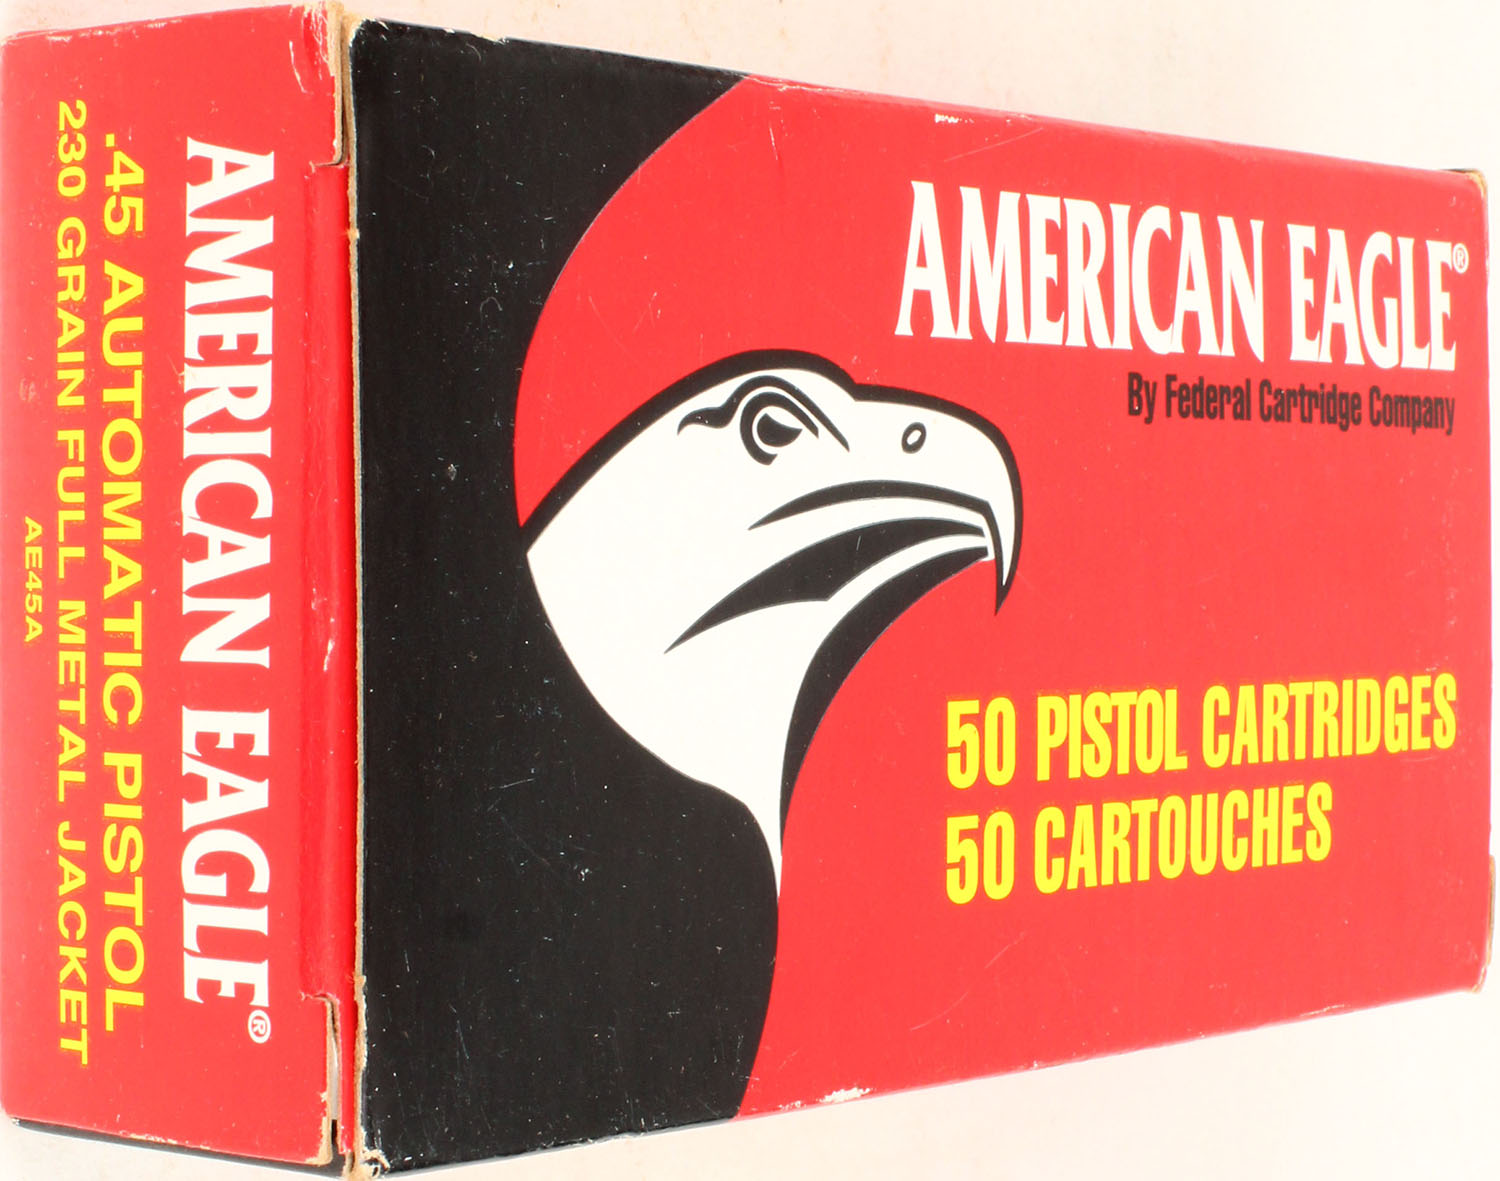 AMERICAN EAGLE®
By Federal Cartridge Company
50 PISTOL CARTRIDGES
50 CARTOUCHES
AMERICAN EAGLE®
.45 AUTOMATIC PISTOL
230 GRAIN FULL METAL JACKET
AE45A